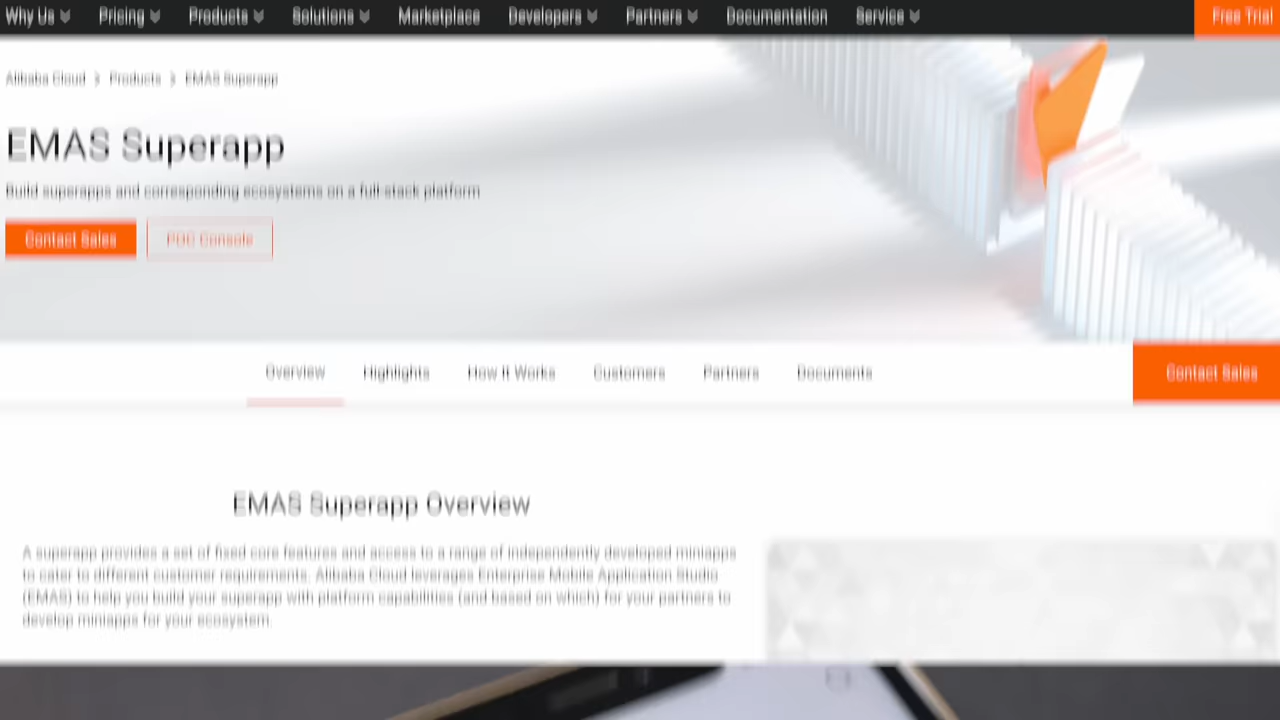 Why Us Pricing Products Solutions Marketplace Developers Partners Documentation Service Free Trial
Alibaba Cloud > Products > EMAS Superapp
EMAS Superapp
Build superapps and corresponding ecosystems on a full stack platform
Contact Sales POC Console
Overview Highlights How It Works Customers Partners Documents Contact Sales
EMAS Superapp Overview
A superapp provides a set of fixed core features and access to a range of independently developed miniapps
to cater to different customer requirements. Alibaba Cloud leverages Enterprise Mobile Application Studio
(EMAS) to help you build your superapp with platform capabilities (and based on which) for your partners to
develop miniapps for your ecosystem.